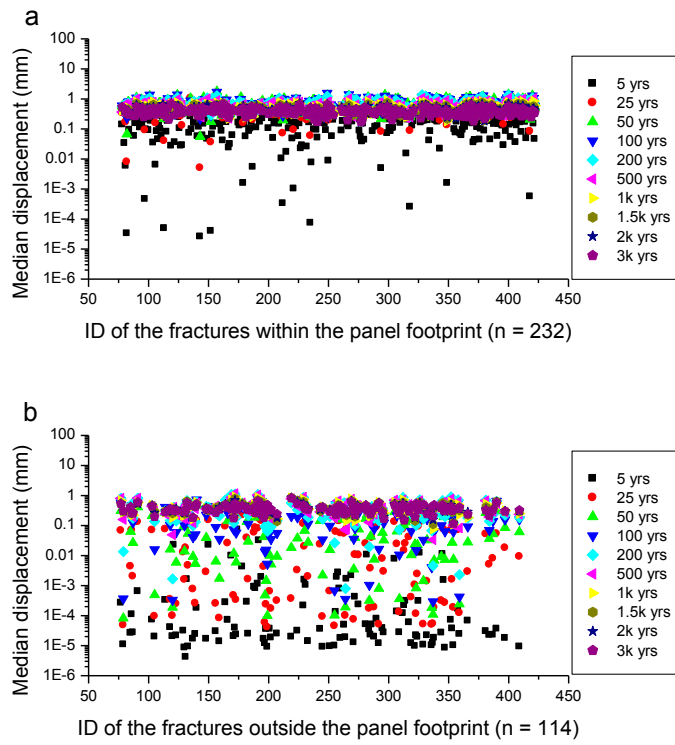 a
Median displacement (mm)
100
10
1
0.1
0.01
1E-3
1E-4
1E-5
1E-6
50 100 150 200 250 300 350 400 450
ID of the fractures within the panel footprint (n = 232)
5 yrs
25 yrs
50 yrs
100 yrs
200 yrs
500 yrs
1k yrs
1.5k yrs
2k yrs
3k yrs
b
Median displacement (mm)
100
10
1
0.1
0.01
1E-3
1E-4
1E-5
1E-6
50 100 150 200 250 300 350 400 450
ID of the fractures outside the panel footprint (n = 114)
5 yrs
25 yrs
50 yrs
100 yrs
200 yrs
500 yrs
1k yrs
1.5k yrs
2k yrs
3k yrs